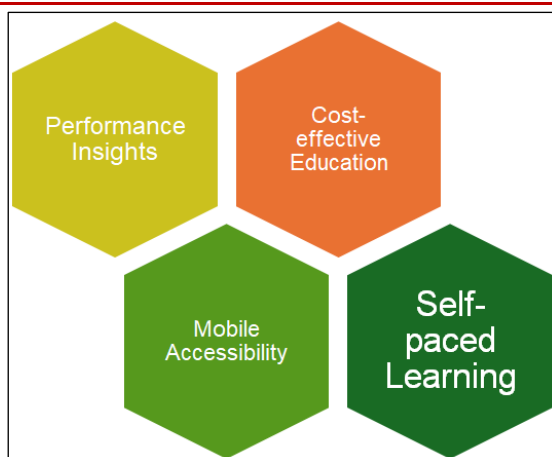 Performance
Insights
Cost-
effective
Education
Mobile
Accessibility
Self-
paced
Learning